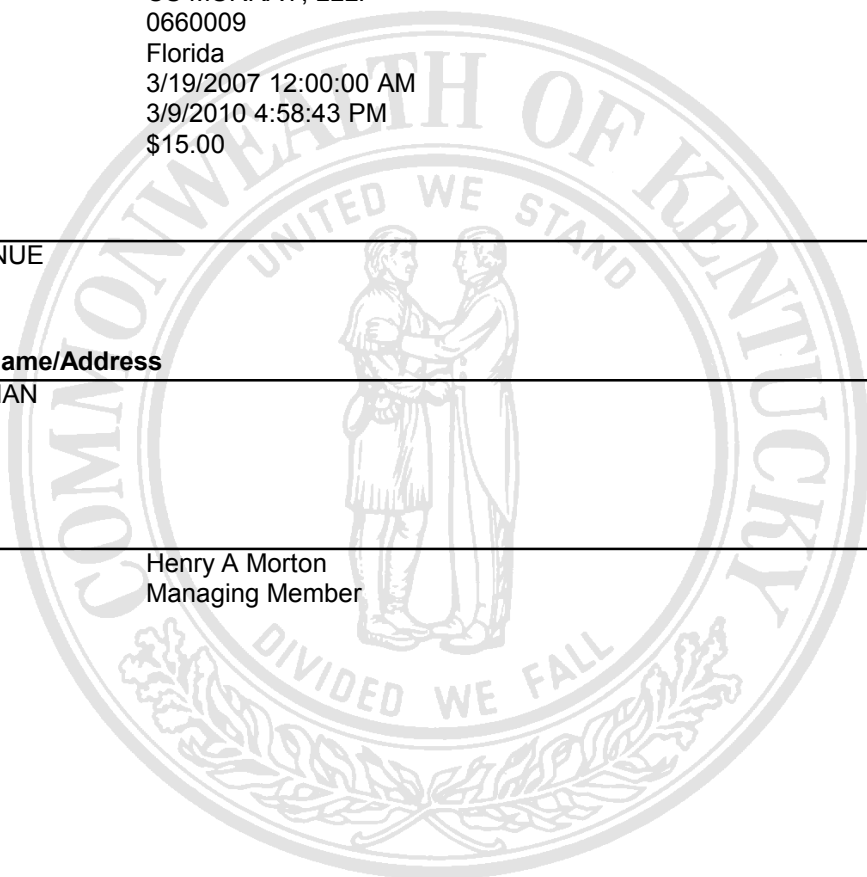 0660009
Florida
3/19/2007 12:00:00 AM
3/9/2010 4:58:43 PM
$15.00
COMMONWEALTH OF KENTUCKY
UNITED WE STAND
NUE
ame/Address
IAN
Henry A Morton
Managing Member
DIVIDED WE FALL